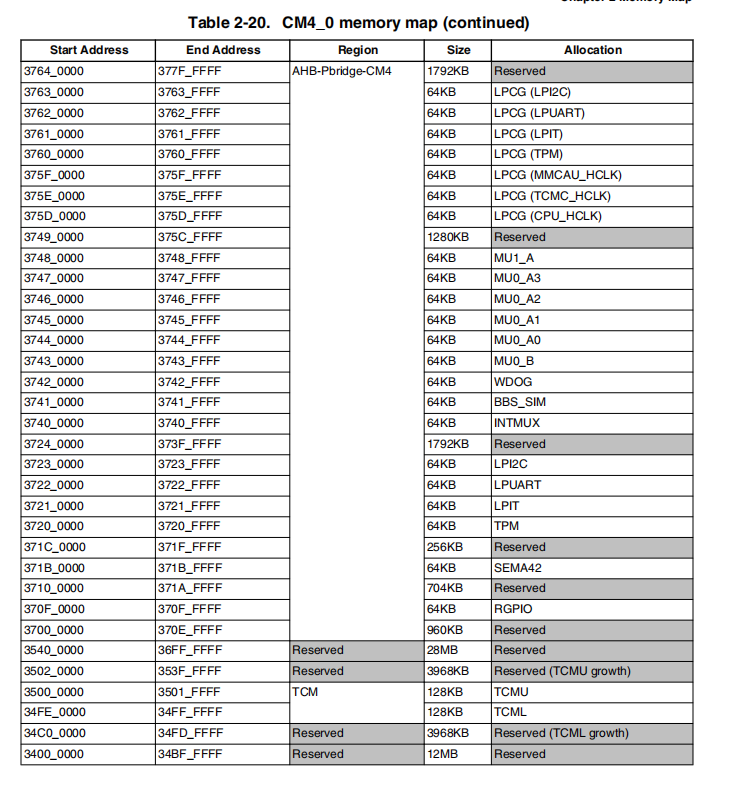 Chapter 2 Memory Map
Table 2-20. CM4_0 memory map (continued)
Start Address End Address Region Size Allocation
3764_0000 377F_FFFF AHB-Pbridge-CM4 1792KB Reserved
3763_0000 3763_FFFF 64KB LPCG (LPI2C)
3762_0000 3762_FFFF 64KB LPCG (LPUART)
3761_0000 3761_FFFF 64KB LPCG (LPIT)
3760_0000 3760_FFFF 64KB LPCG (TPM)
375F_0000 375F_FFFF 64KB LPCG (MMCAU_HCLK)
375E_0000 375E_FFFF 64KB LPCG (TCMC_HCLK)
375D_0000 375D_FFFF 64KB LPCG (CPU_HCLK)
3749_0000 375C_FFFF 1280KB Reserved
3748_0000 3748_FFFF 64KB MU1_A
3747_0000 3747_FFFF 64KB MU0_A3
3746_0000 3746_FFFF 64KB MU0_A2
3745_0000 3745_FFFF 64KB MU0_A1
3744_0000 3744_FFFF 64KB MU0_A0
3743_0000 3743_FFFF 64KB MU0_B
3742_0000 3742_FFFF 64KB WDOG
3741_0000 3741_FFFF 64KB BBS_SIM
3740_0000 3740_FFFF 64KB INTMUX
3724_0000 373F_FFFF 1792KB Reserved
3723_0000 3723_FFFF 64KB LPI2C
3722_0000 3722_FFFF 64KB LPUART
3721_0000 3721_FFFF 64KB LPIT
3720_0000 3720_FFFF 64KB TPM
371C_0000 371F_FFFF 256KB Reserved
371B_0000 371B_FFFF 64KB SEMA42
3710_0000 371A_FFFF 704KB Reserved
370F_0000 370F_FFFF 64KB RGPIO
3700_0000 370E_FFFF 960KB Reserved
3540_0000 36FF_FFFF Reserved 28MB Reserved
3502_0000 353F_FFFF Reserved 3968KB Reserved (TCMU growth)
3500_0000 3501_FFFF TCM 128KB TCMU
34FE_0000 34FF_FFFF 128KB TCML
34C0_0000 34FD_FFFF Reserved 3968KB Reserved (TCML growth)
3400_0000 34BF_FFFF Reserved 12MB Reserved